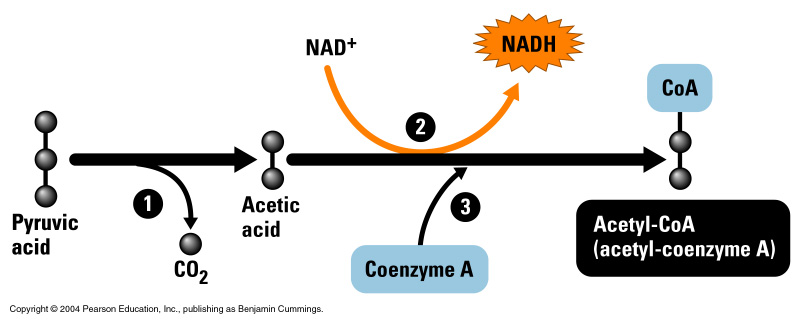 NAD+
NADH
CoA
2
1
3
Pyruvic
acid
Acetic
acid
CO2
Coenzyme A
Acetyl-CoA
(acetyl-coenzyme A)
Copyright © 2004 Pearson Education, Inc., publishing as Benjamin Cummings.